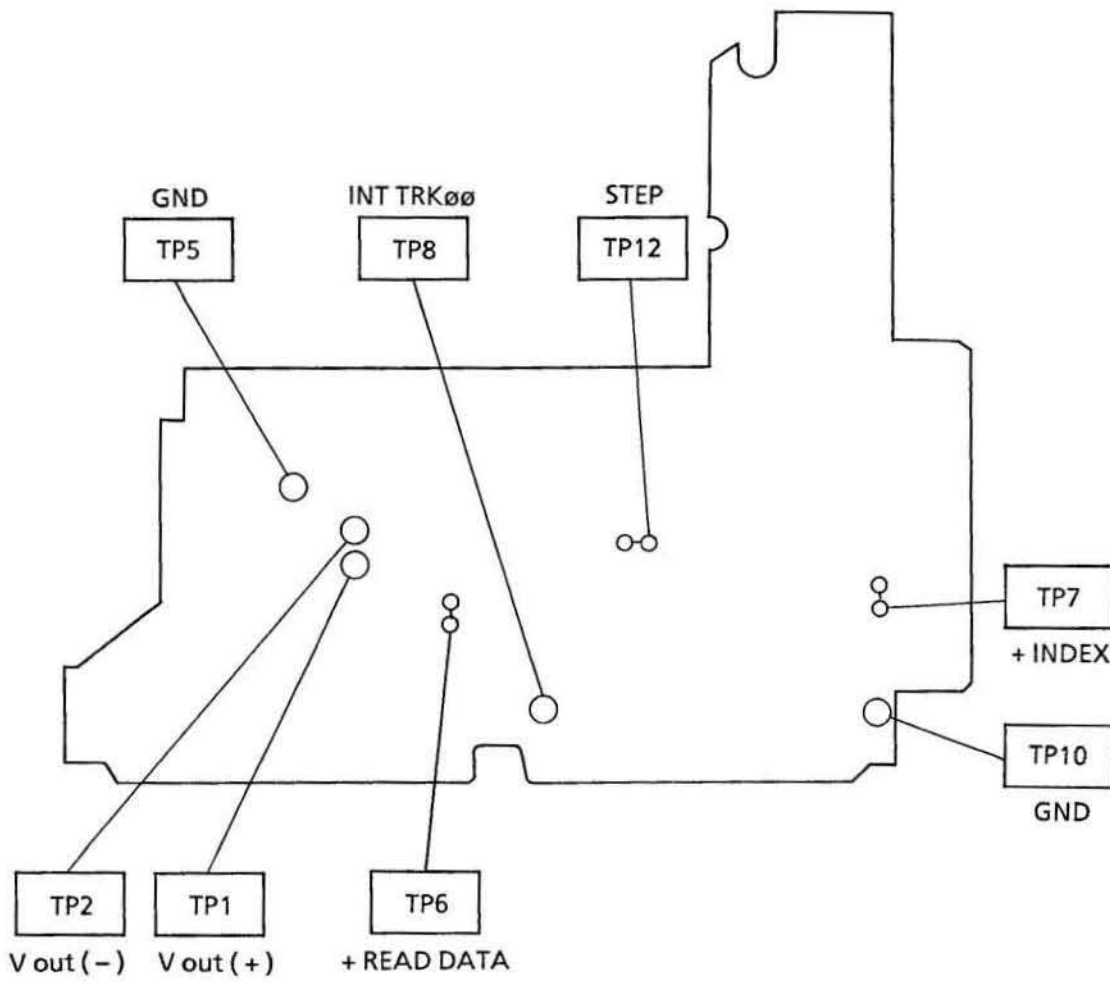 GND
TP5
INT TRKøø
TP8
STEP
TP12
TP7
+ INDEX
TP10
GND
TP2
V out ( – )
TP1
V out ( + )
TP6
+ READ DATA